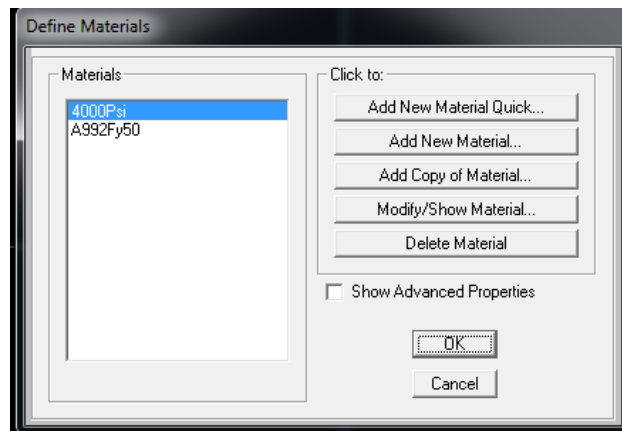 Define Materials
Materials
4000Psi
A992Fy50
Click to:
Add New Material Quick...
Add New Material...
Add Copy of Material...
Modify/Show Material...
Delete Material
Show Advanced Properties
OK
Cancel